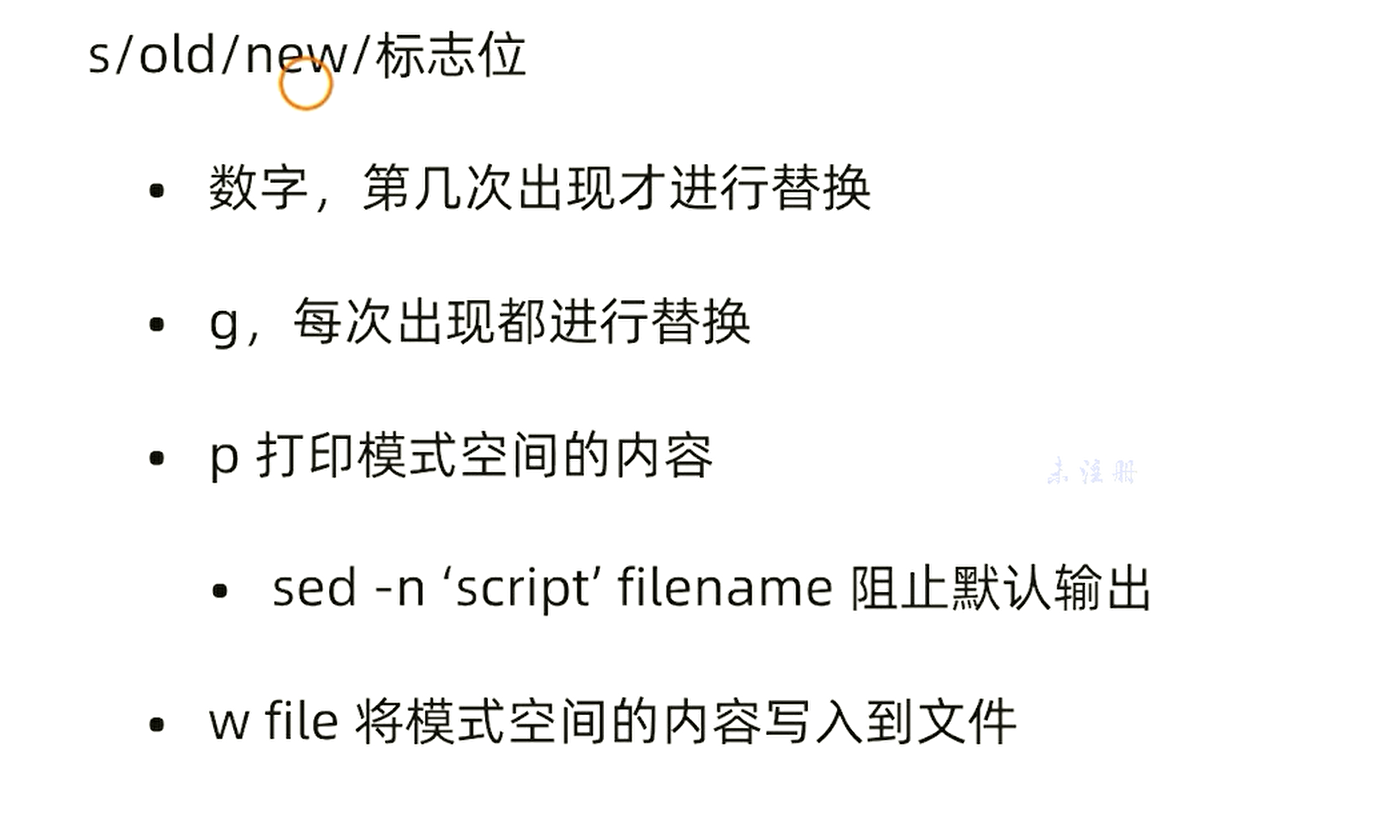 s/old/new/标志位
• 数字，第几次出现才进行替换
• g，每次出现都进行替换
• p 打印模式空间的内容
未注册
• sed -n ‘script’ filename 阻止默认输出
• w file 将模式空间的内容写入到文件